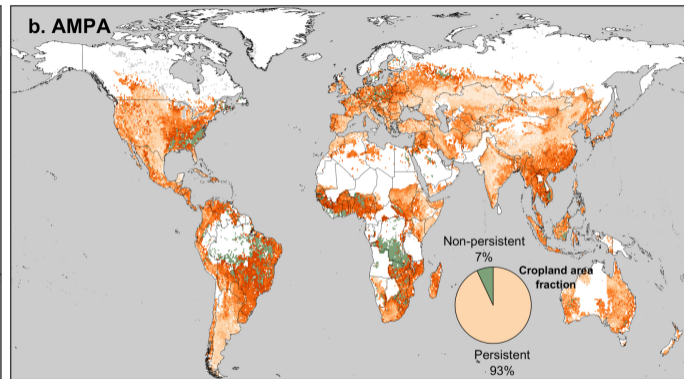 b. AMPA
Non-persistent
7%
Cropland area
fraction
Persistent
93%